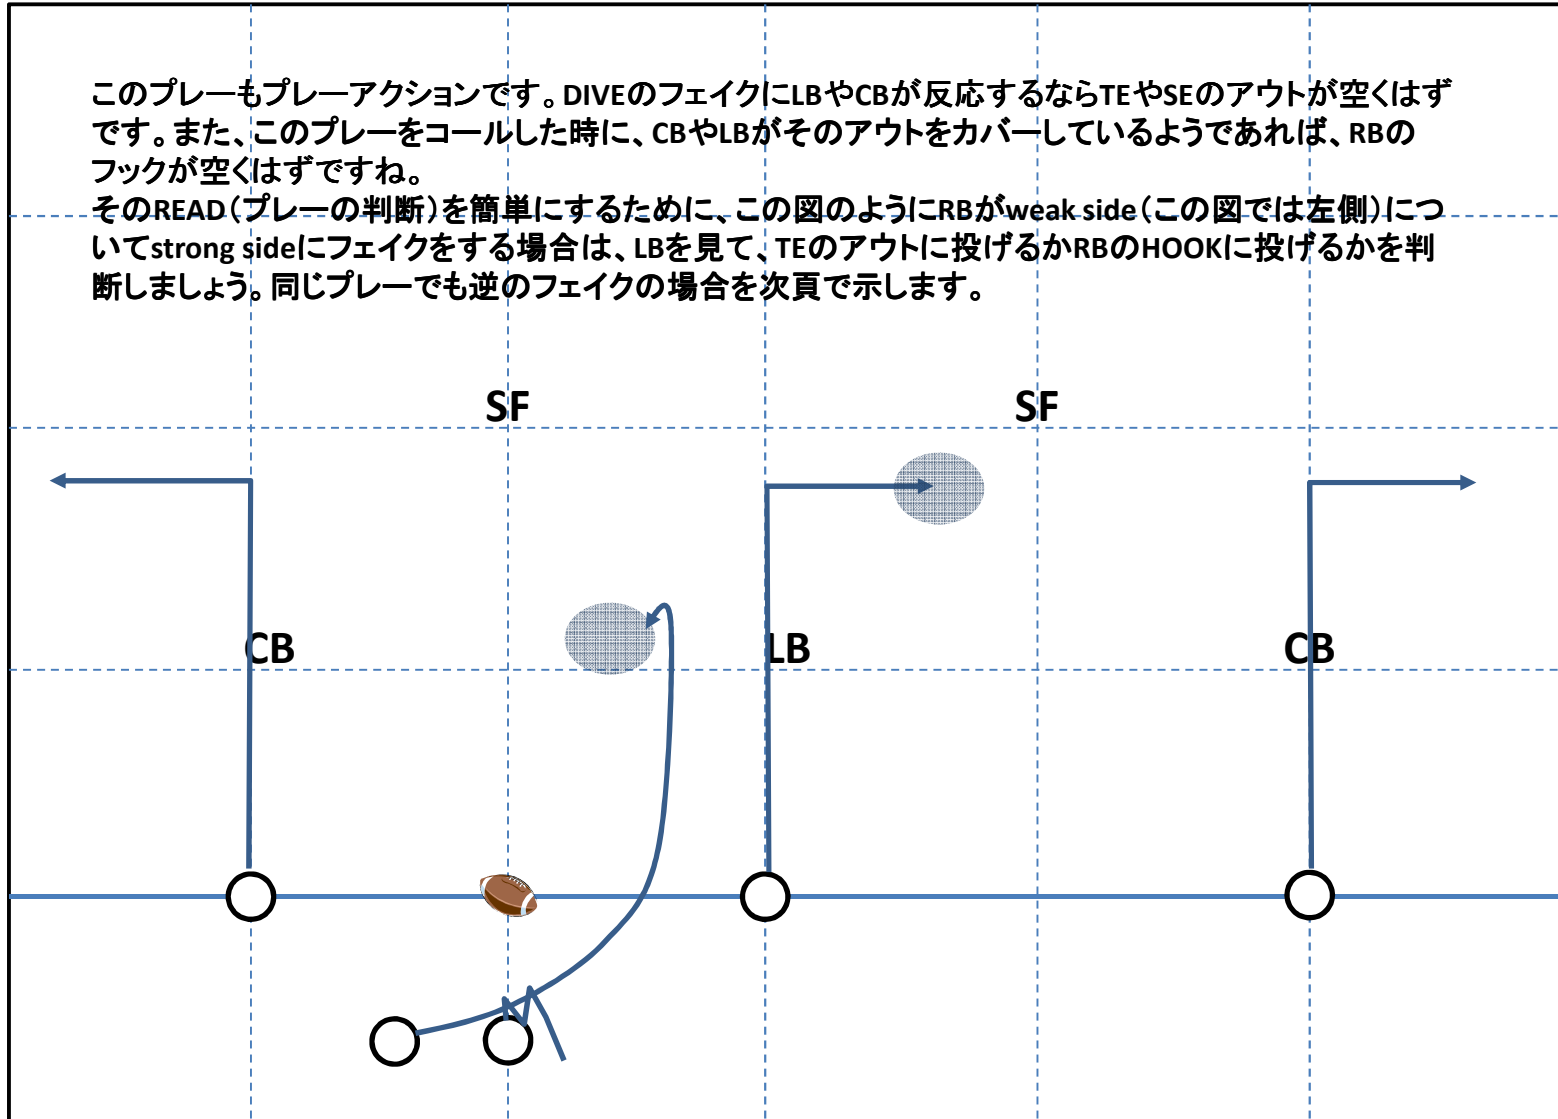 このプレーもプレーアクションです。DIVEのフェイクにLBやCBが反応するならTEやSEのアウトが空くはず
です。また、このプレーをコールした時に、CBやLBがそのアウトをカバーしているようであれば、RBの
フックが空くはずですね。
そのREAD（プレーの判断）を簡単にするために、この図のようにRBがweak side（この図では左側）につ
いてstrong sideにフェイクをする場合は、LBを見て、TEのアウトに投げるかRBのHOOKに投げるかを判
断しましょう。同じプレーでも逆のフェイクの場合を次頁で示します。
SF
SF
CB
LB
CB